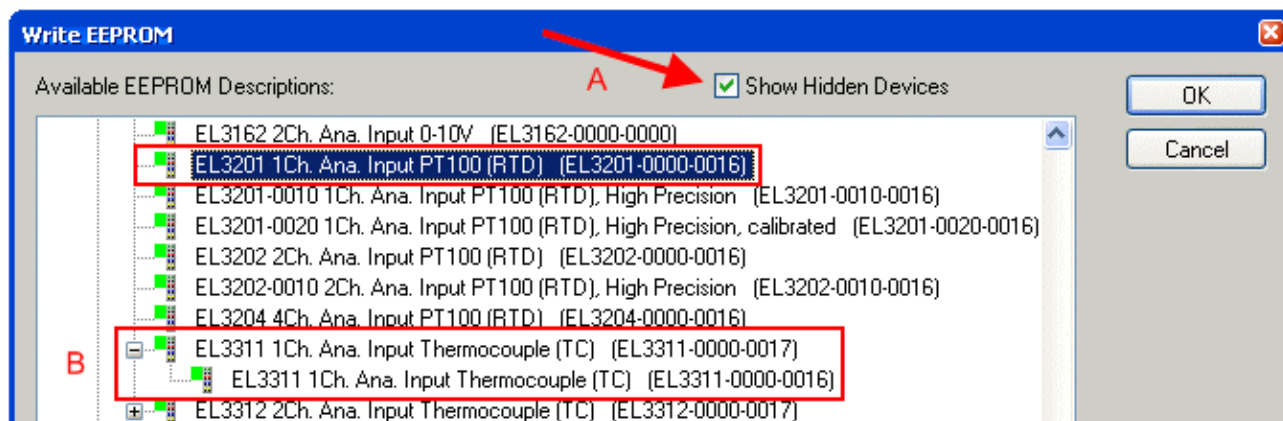 Write EEPROM
Available EEPROM Descriptions:
A
Show Hidden Devices
OK
Cancel
EL3162 2Ch. Ana. Input 0-10V (EL3162-0000-0000)
EL3201 1Ch. Ana. Input PT100 (RTD) (EL3201-0000-0016)
EL3201-0010 1Ch. Ana. Input PT100 (RTD), High Precision (EL3201-0010-0016)
EL3201-0020 1Ch. Ana. Input PT100 (RTD), High Precision, calibrated (EL3201-0020-0016)
EL3202 2Ch. Ana. Input PT100 (RTD) (EL3202-0000-0016)
EL3202-0010 2Ch. Ana. Input PT100 (RTD), High Precision (EL3202-0010-0016)
EL3204 4Ch. Ana. Input PT100 (RTD) (EL3204-0000-0016)
B
EL3311 1Ch. Ana. Input Thermocouple (TC) (EL3311-0000-0017)
EL3311 1Ch. Ana. Input Thermocouple (TC) (EL3311-0000-0016)
EL3312 2Ch. Ana. Input Thermocouple (TC) (EL3312-0000-0017)